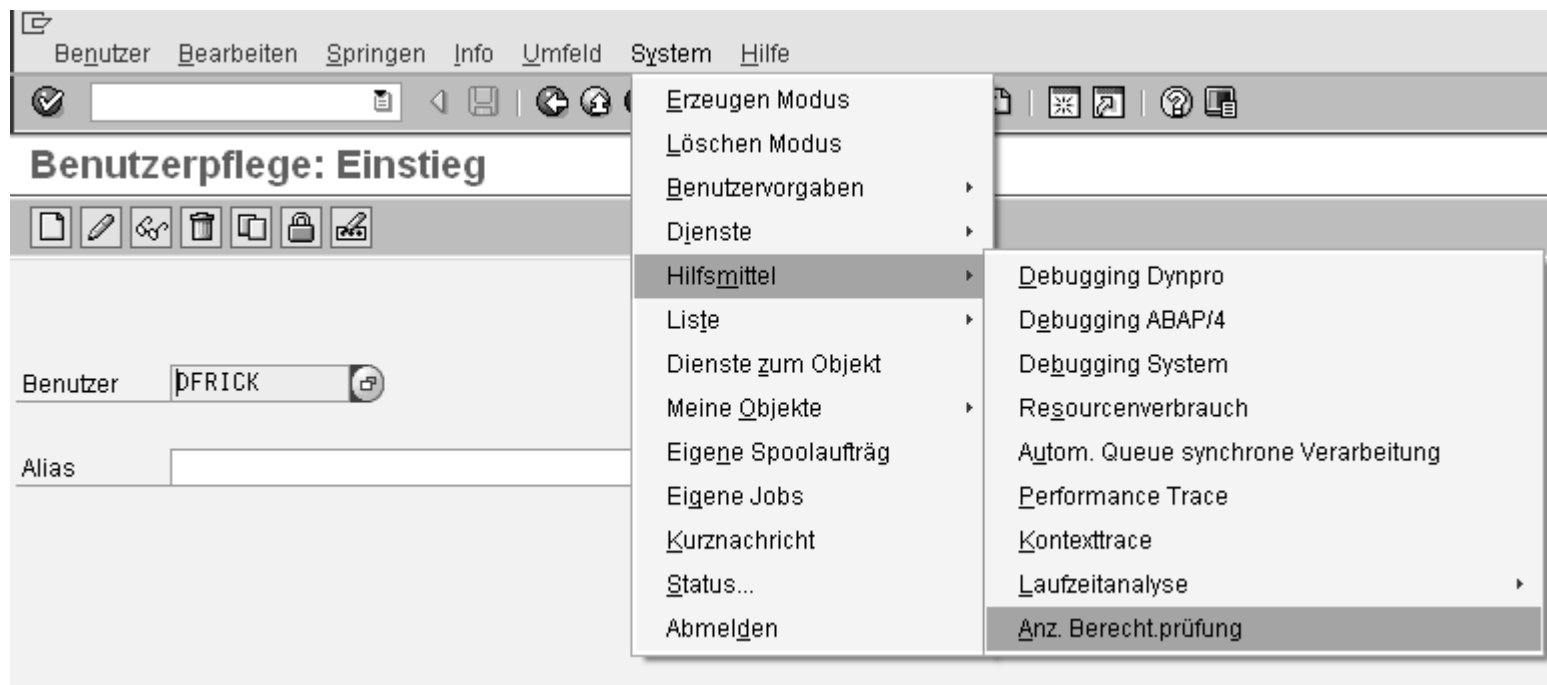 Benutzer Bearbeiten Springen Info Umfeld System Hilfe
Benutzerpflege: Einstieg
Benutzer DFRICK
Alias
Erzeugen Modus
Löschen Modus
Benutzervorgaben
Dienste
Hilfsmittel
Liste
Dienste zum Objekt
Meine Objekte
Eigene Spoolaufträg
Eigene Jobs
Kurznachricht
Status...
Abmelden
Debugging Dynpro
Debugging ABAP/4
Debugging System
Resourcenverbrauch
Autom. Queue synchrone Verarbeitung
Performance Trace
Kontexttrace
Laufzeitanalyse
Anz. Berecht.prüfung